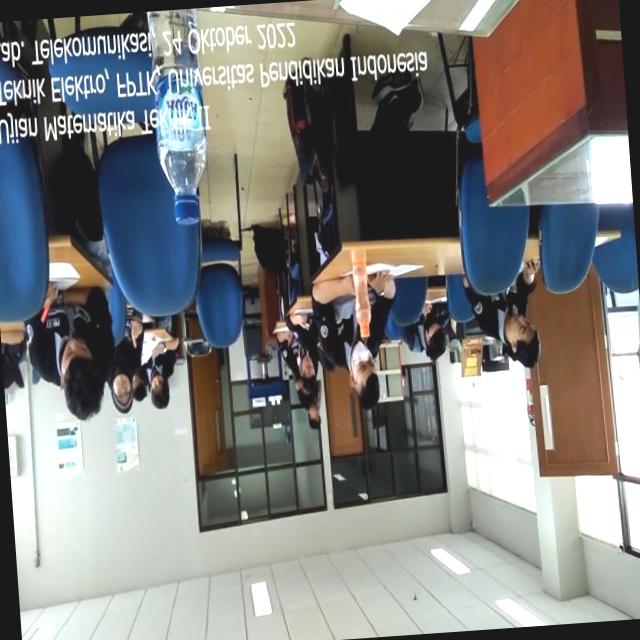 Ujian Matematika Teknik II
Teknik Elektro, FPTK, Universitas Pendidikan Indonesia
ab. Telekomunikasi, 24 Oktober 2022